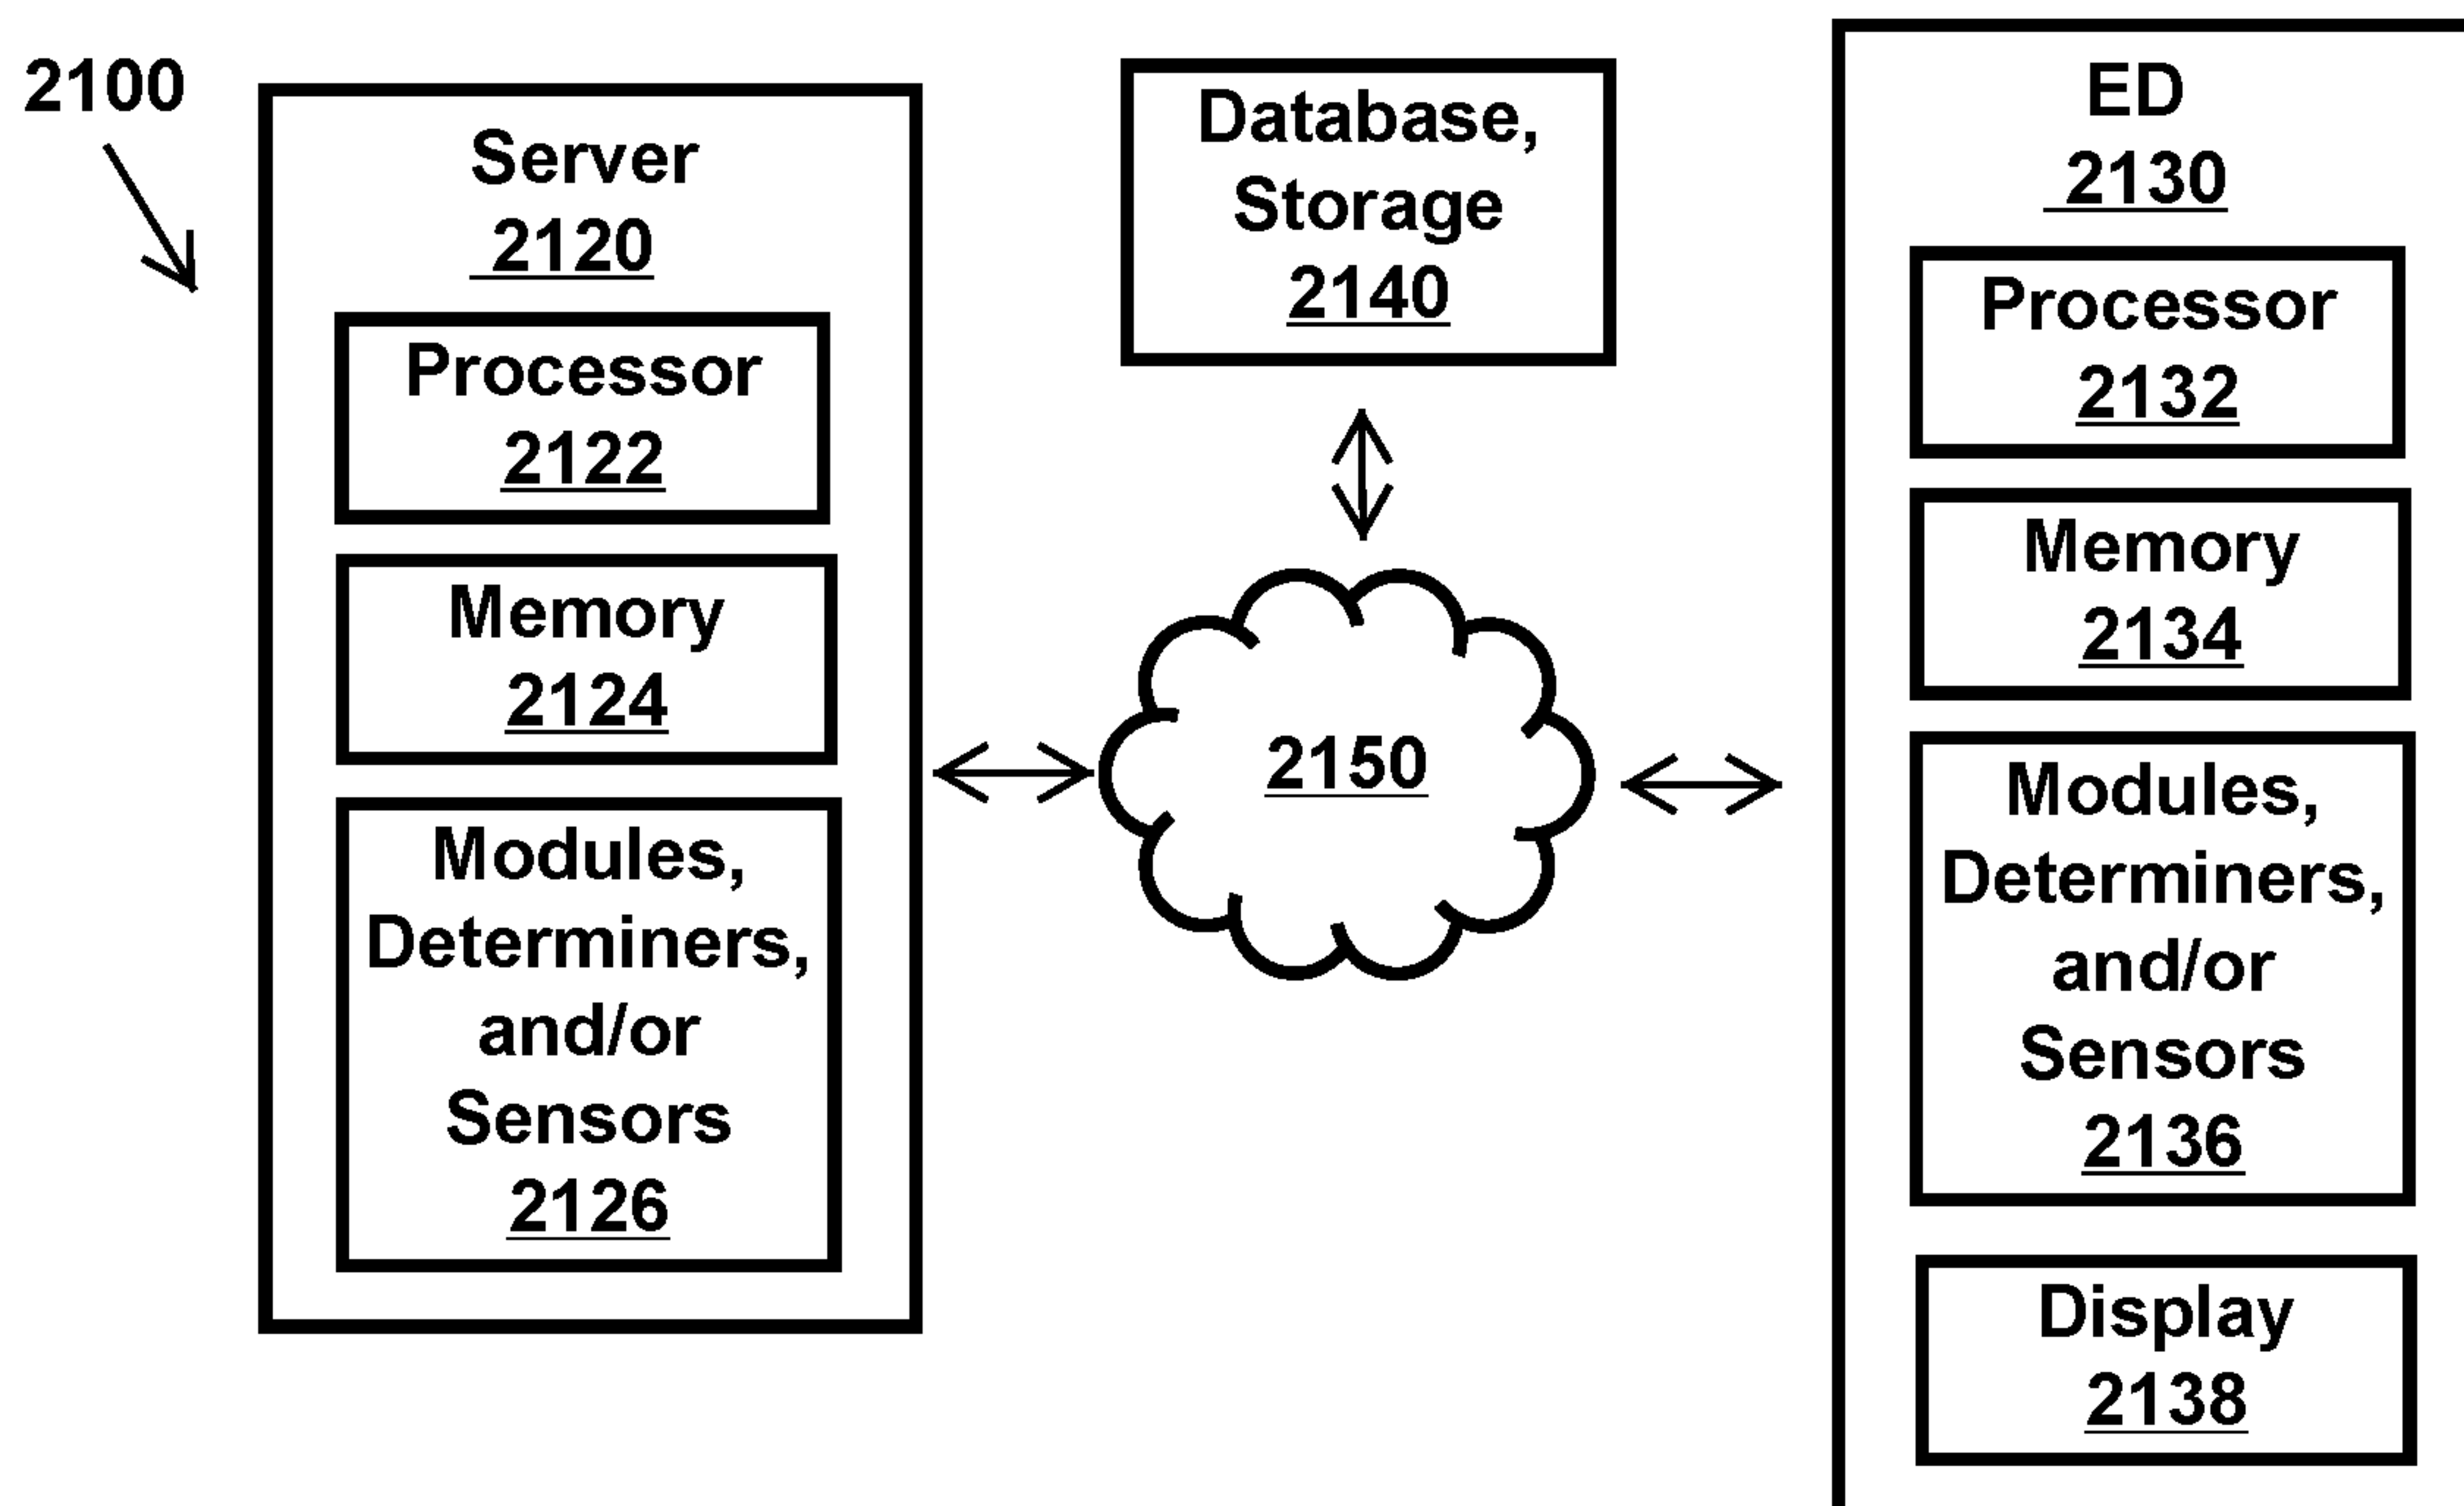 2100
Server
2120
Processor
2122
Memory
2124
Modules,
Determiners,
and/or
Sensors
2126
Database,
Storage
2140
2150
ED
2130
Processor
2132
Memory
2134
Modules,
Determiners,
and/or
Sensors
2136
Display
2138